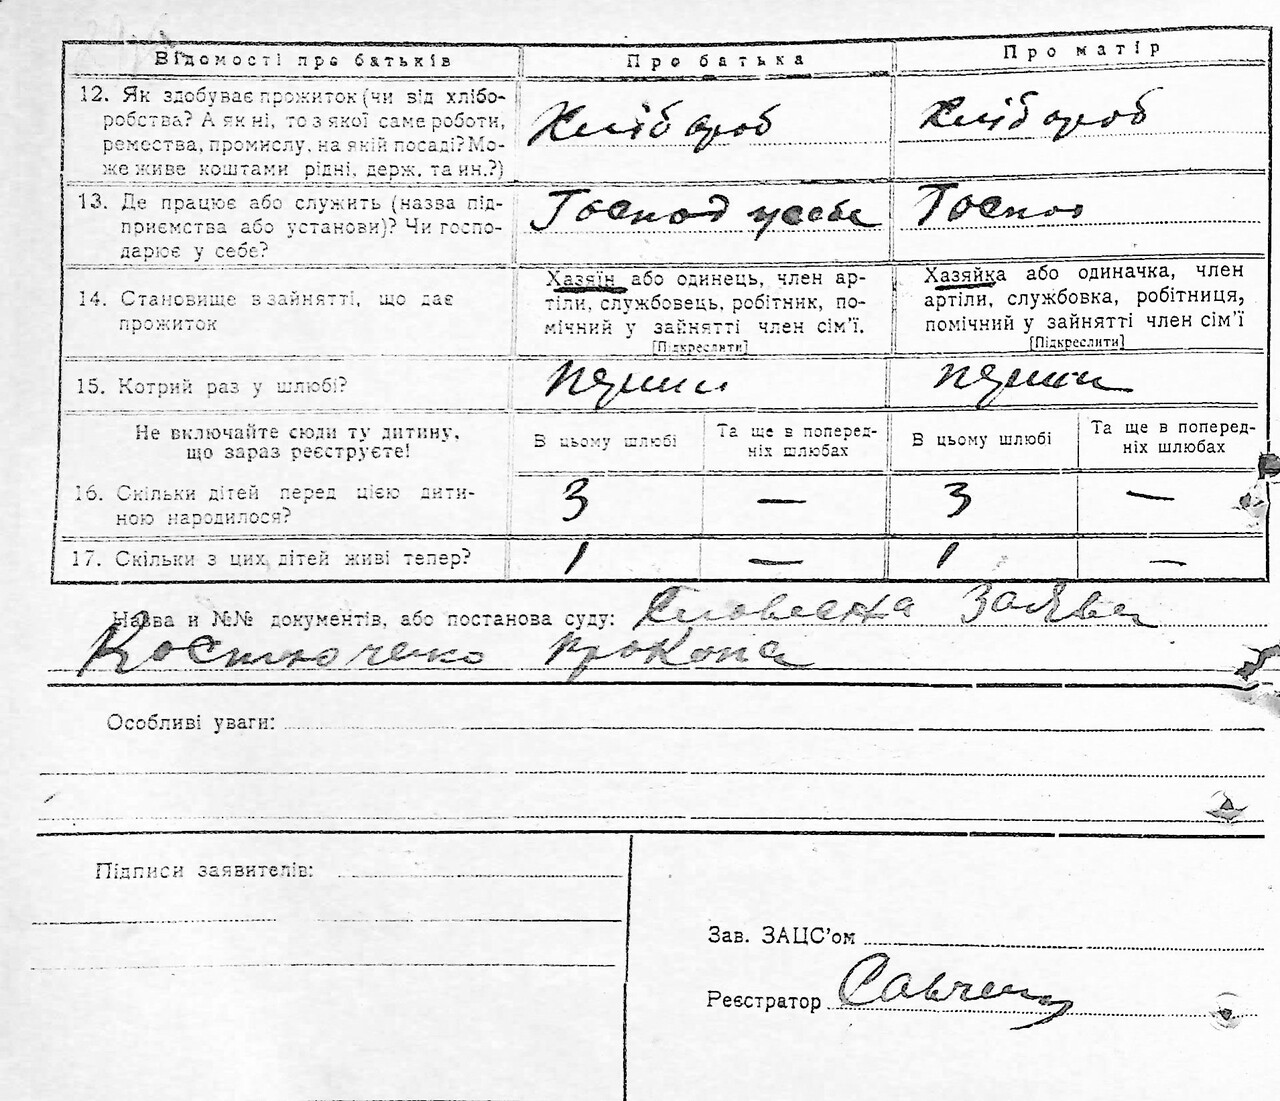 Відомості про батьків Про батька Про матір
12. Як здобуває прожиток (чи від хлібо-
робства? А як ні, то з якої саме роботи,
ремества, промислу, на якій посаді? Мо-
же живе коштами рідні, держ. та ин.?)
Хлібороб Хлібороб
13. Де працює або служить (назва під-
приємства або установи)? Чи госпо-
дарює у себе?
Господ у себе Госпо
14. Становище в зайнятті, що дає
прожиток
Хазяїн або одинець, член ар-
тіли, службовець, робітник, по-
мічний у зайнятті член сім’ї.
[Підкреслити]
Хазяйка або одиначка, член
артіли, службовка, робітниця,
помічний у зайнятті член сім’ї
[Підкреслити]
15. Котрий раз у шлюбі? перший перший
Не включайте сюди ту дитину,
що зараз реєструєте!
В цьому шлюбі
Та ще в поперед-
ніх шлюбах
В цьому шлюбі
Та ще в поперед-
ніх шлюбах
16. Скільки дітей перед цією дити-
ною народилося?
3 — 3 —
17. Скільки з цих дітей живі тепер? 1 — 1 —
Назва и №№ документів, або постанова суду: Словесна Заява
Костюченко Прокопа
Особливі уваги:
Підписи заявителів:
Зав. ЗАЦС’ом
Реєстратор Савченко